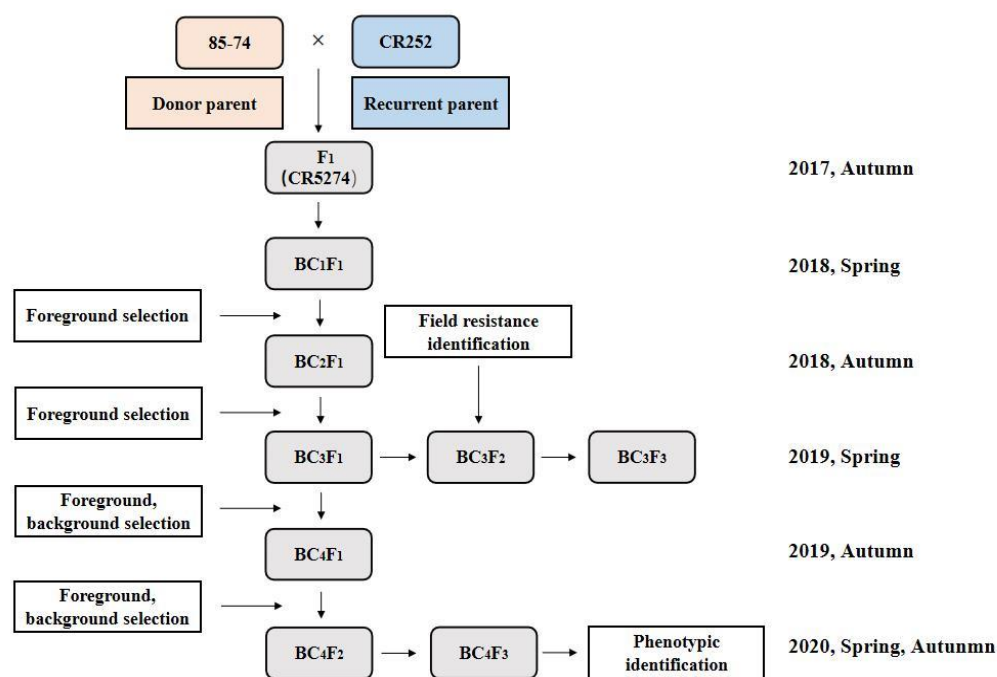 85-74
×
CR252
Donor parent
Recurrent parent
F1
(CR5274)
2017, Autumn
BC1F1
2018, Spring
Foreground selection
Field resistance
identification
BC2F1
2018, Autumn
Foreground selection
BC3F1
BC3F2
BC3F3
2019, Spring
Foreground,
background selection
BC4F1
2019, Autumn
Foreground,
background selection
BC4F2
BC4F3
Phenotypic
identification
2020, Spring, Autunmn